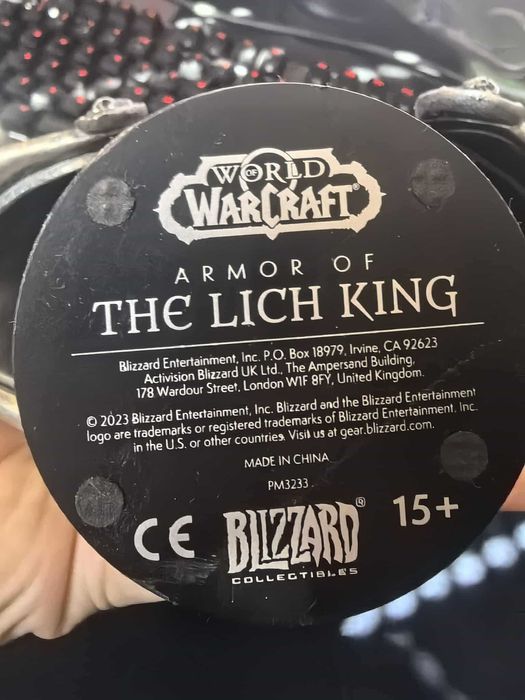 WORLD OF
WARCRAFT®
ARMOR OF
THE LICH KING
Blizzard Entertainment, Inc. P.O. Box 18979, Irvine, CA 92623
Activision Blizzard UK Ltd., The Ampersand Building,
178 Wardour Street, London W1F 8FY, United Kingdom.
© 2023 Blizzard Entertainment, Inc. Blizzard and the Blizzard Entertainment
logo are trademarks or registered trademarks of Blizzard Entertainment, Inc.
in the U.S. or other countries. Visit us at gear.blizzard.com.
MADE IN CHINA
PM3233
CE
BLIZZARD®
COLLECTIBLES
15+